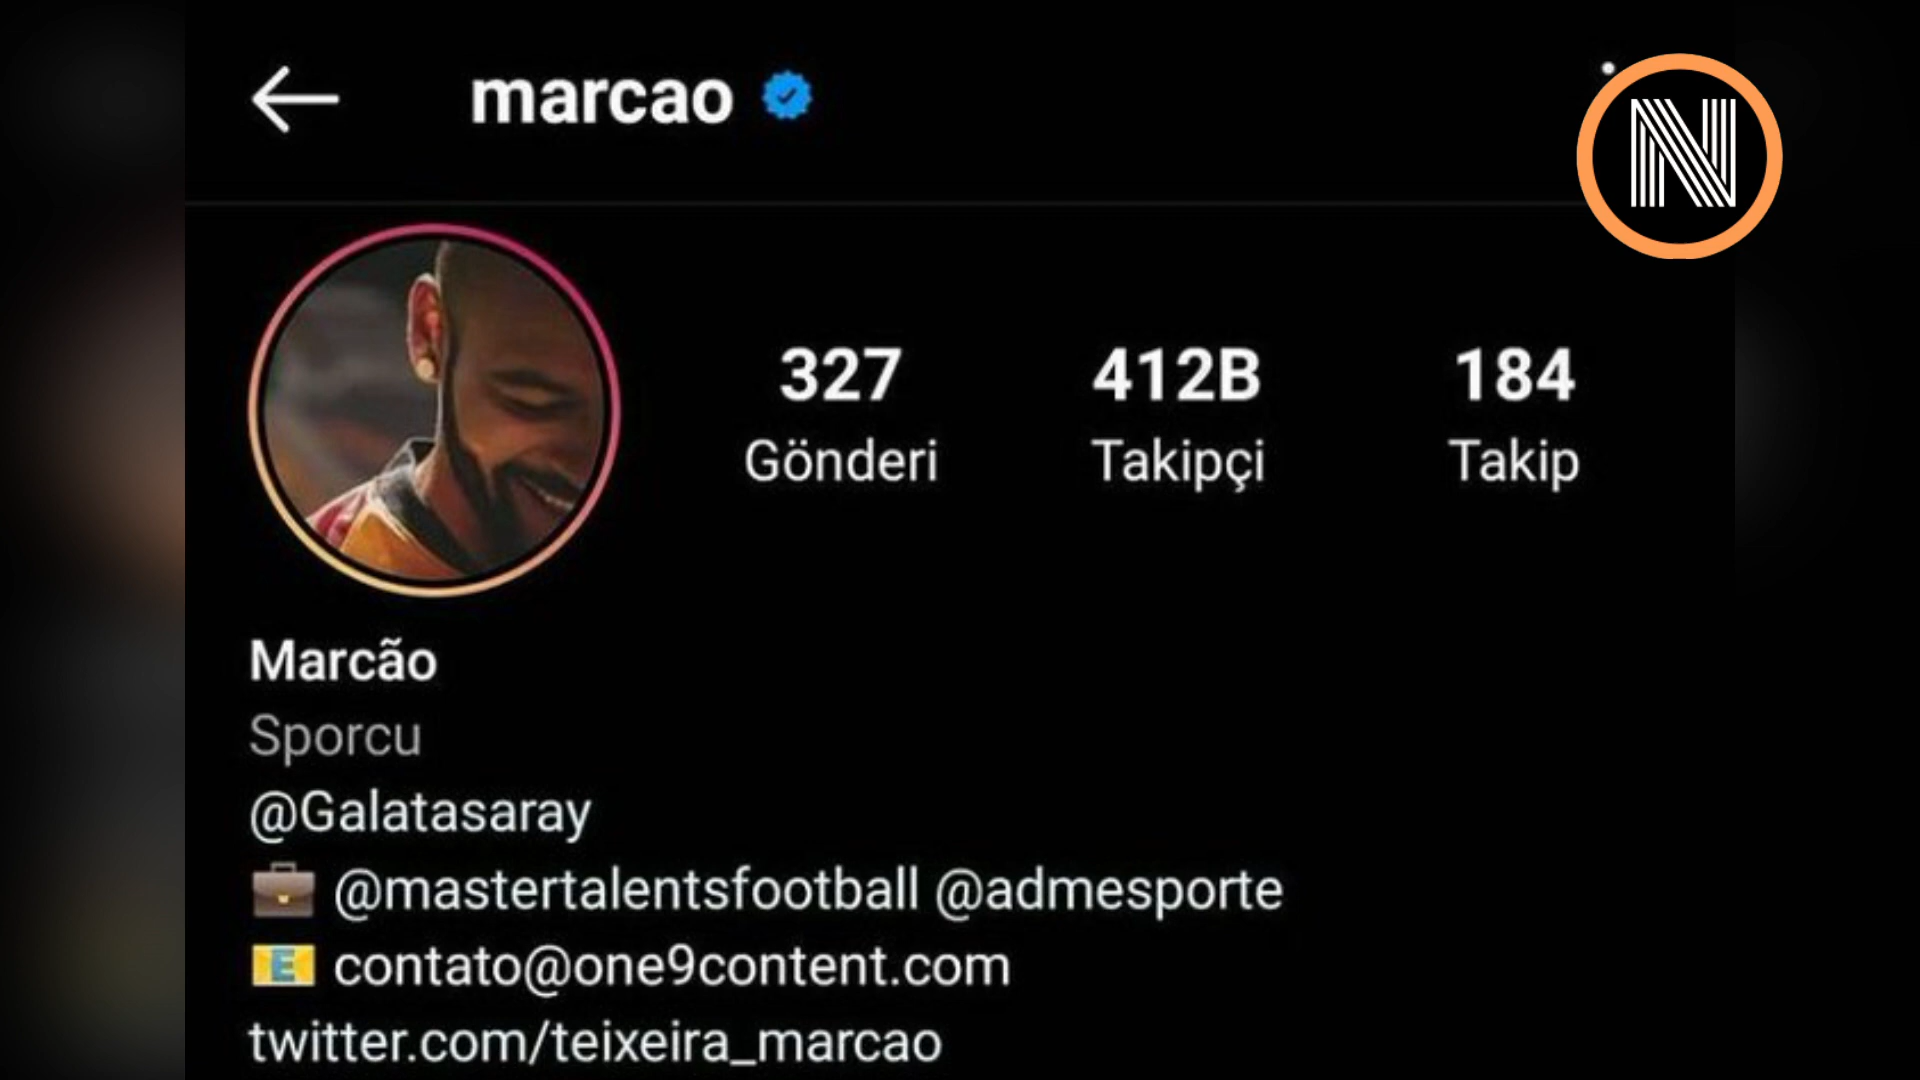 marcao
N
327 412B 184
Gönderi Takipçi Takip
Marcão
Sporcu
@Galatasaray
@mastertalentsfootball @admesporte
E contato@one9content.com
twitter.com/teixeira_marcao